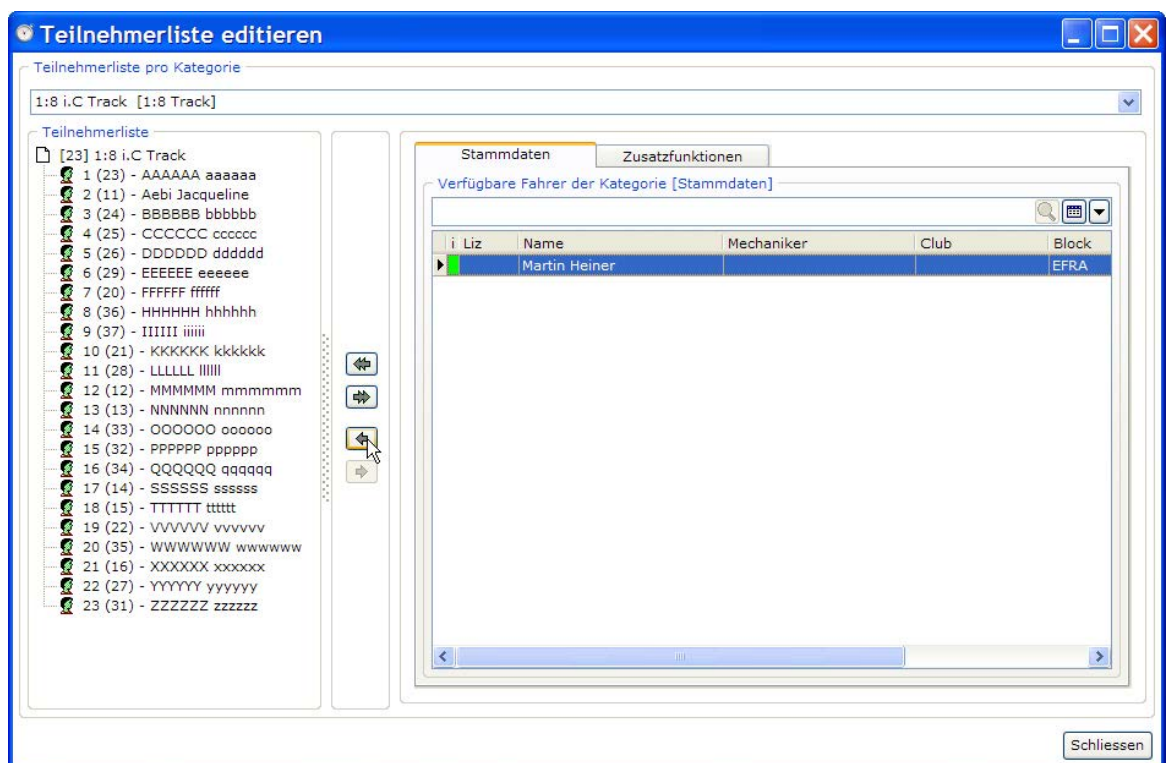 Teilnehmerliste editieren
Teilnehmerliste pro Kategorie
1:8 i.C Track [1:8 Track]
Teilnehmerliste
[23] 1:8 i.C Track
1 (23) - AAAAAA aaaaaa
2 (11) - Aebi Jacqueline
3 (24) - BBBBBB bbbbbb
4 (25) - CCCCCC cccccc
5 (26) - DDDDDD dddddd
6 (29) - EEEEEE eeeeee
7 (20) - FFFFFF ffffff
8 (36) - HHHHHH hhhhhh
9 (37) - IIIIII iiiiii
10 (21) - KKKKKK kkkkkk
11 (28) - LLLLLL llllll
12 (12) - MMMMMM mmmmmm
13 (13) - NNNNNN nnnnnn
14 (33) - OOOOOO oooooo
15 (32) - PPPPPP pppppp
16 (34) - QQQQQQ qqqqqq
17 (14) - SSSSSS ssssss
18 (15) - TTTTTT tttttt
19 (22) - VVVVVV vvvvvv
20 (35) - WWWWWW wwwwww
21 (16) - XXXXXX xxxxxx
22 (27) - YYYYYY yyyyyy
23 (31) - ZZZZZZ zzzzzz
Stammdaten Zusatzfunktionen
Verfügbare Fahrer der Kategorie [Stammdaten]
i Liz Name Mechaniker Club Block
Martin Heiner EFRA
Schliessen